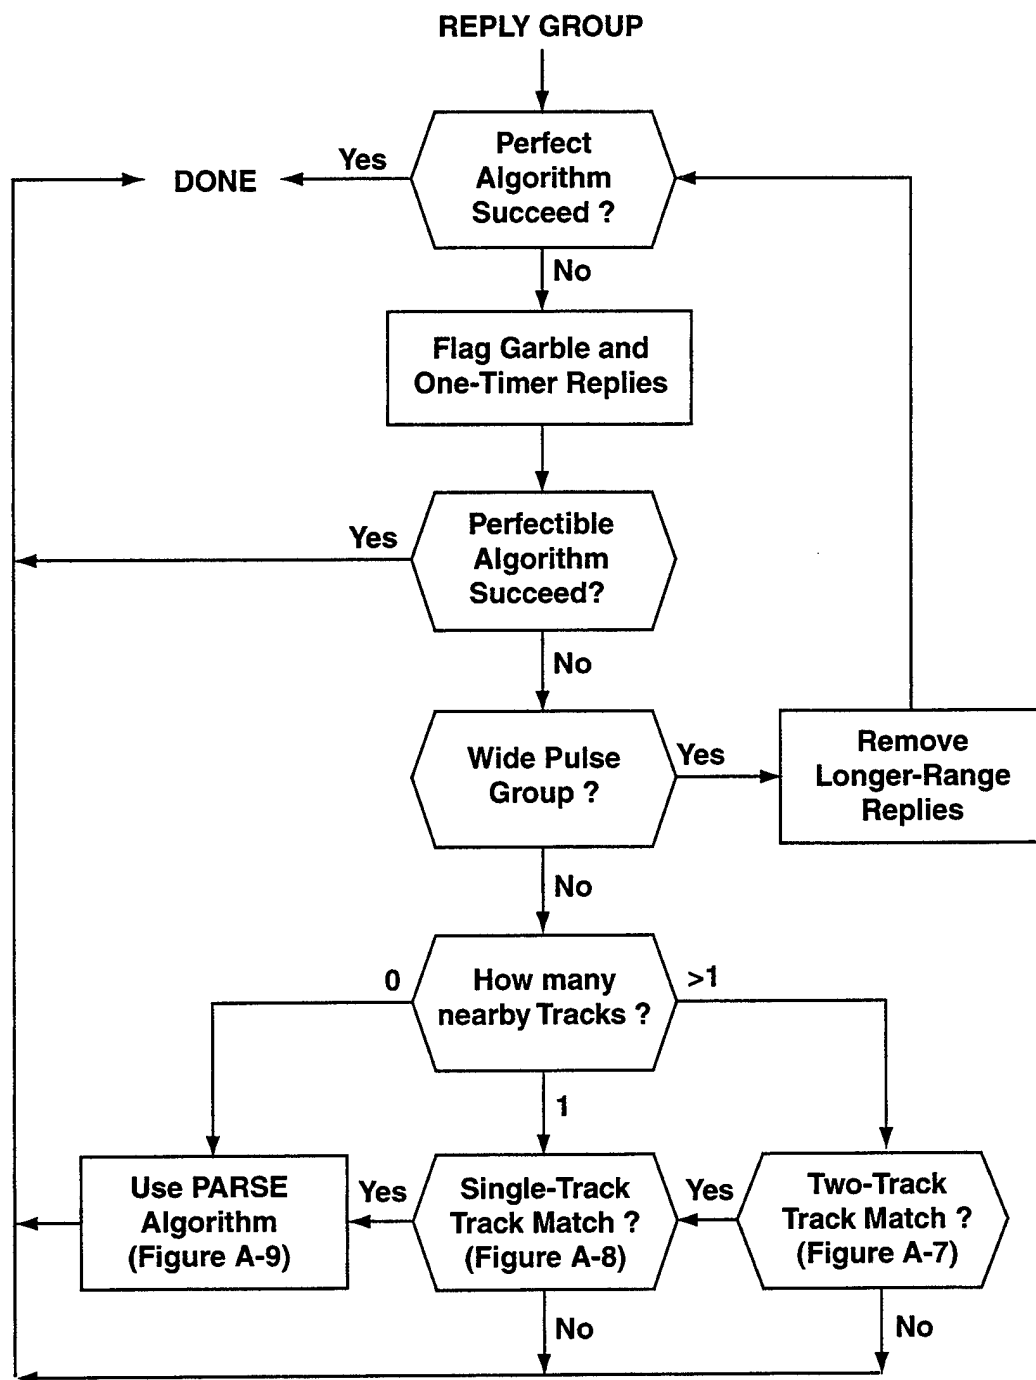 REPLY GROUP
Perfect
Algorithm
Succeed ?
Yes
DONE
No
Flag Garble and
One-Timer Replies
Perfectible
Algorithm
Succeed?
Yes
No
Wide Pulse
Group ?
Yes
Remove
Longer-Range
Replies
No
How many
nearby Tracks ?
0
>1
1
Use PARSE
Algorithm
(Figure A-9)
Yes
Single-Track
Track Match ?
(Figure A-8)
Yes
Two-Track
Track Match ?
(Figure A-7)
No
No